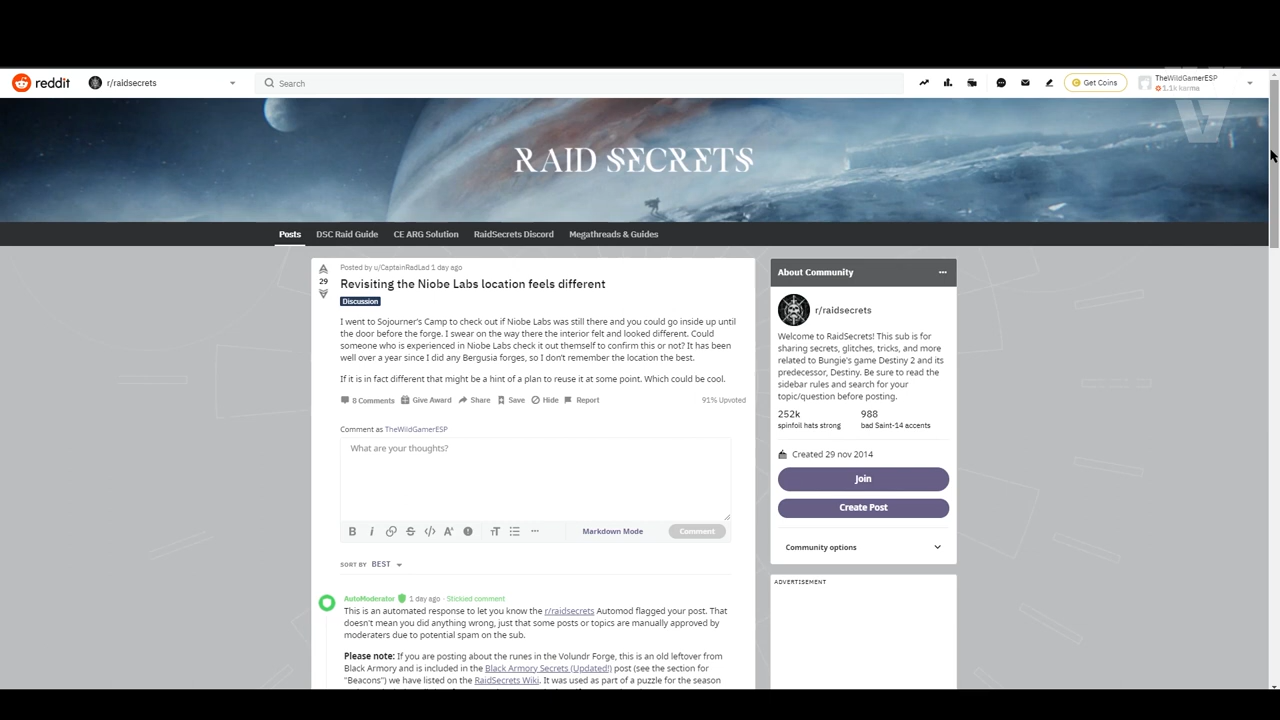 reddit r/raidsecrets Search Get Coins TheWildGamerESP
1.1k karma
RAID SECRETS
Posts DSC Raid Guide CE ARG Solution RaidSecrets Discord Megathreads & Guides
Posted by u/CaptainRadLad 1 day ago
29
Revisiting the Niobe Labs location feels different
Discussion
I went to Sojourner's Camp to check out if Niobe Labs was still there and you could go inside up until
the door before the forge. I swear on the way there the interior felt and looked different. Could
someone who is experienced in Niobe Labs check it out themself to confirm this or not? It has been
well over a year since I did any Bergusia forges, so I don't remember the location the best.
If it is in fact different that might be a hint of a plan to reuse it at some point. Which could be cool.
8 Comments Give Award Share Save Hide Report 91% Upvoted
Comment as TheWildGamerESP
What are your thoughts?
Markdown Mode Comment
SORT BY BEST
AutoModerator 1 day ago · Stickied comment
This is an automated response to let you know the r/raidsecrets Automod flagged your post. That
doesn't mean you did anything wrong, just that some posts or topics are manually approved by
moderaters due to potential spam on the sub.
Please note: If you are posting about the runes in the Volundr Forge, this is an old leftover from
Black Armory and is included in the Black Armory Secrets (Updated!) post (see the section for
"Beacons") we have listed on the RaidSecrets Wiki. It was used as part of a puzzle for the season
About Community
r/raidsecrets
Welcome to RaidSecrets! This sub is for
sharing secrets, glitches, tricks, and more
related to Bungie's game Destiny 2 and its
predecessor, Destiny. Be sure to read the
sidebar rules and search for your
topic/question before posting.
252k 988
spinfoil hats strong bad Saint-14 accents
Created 29 nov 2014
Join
Create Post
Community options
ADVERTISEMENT